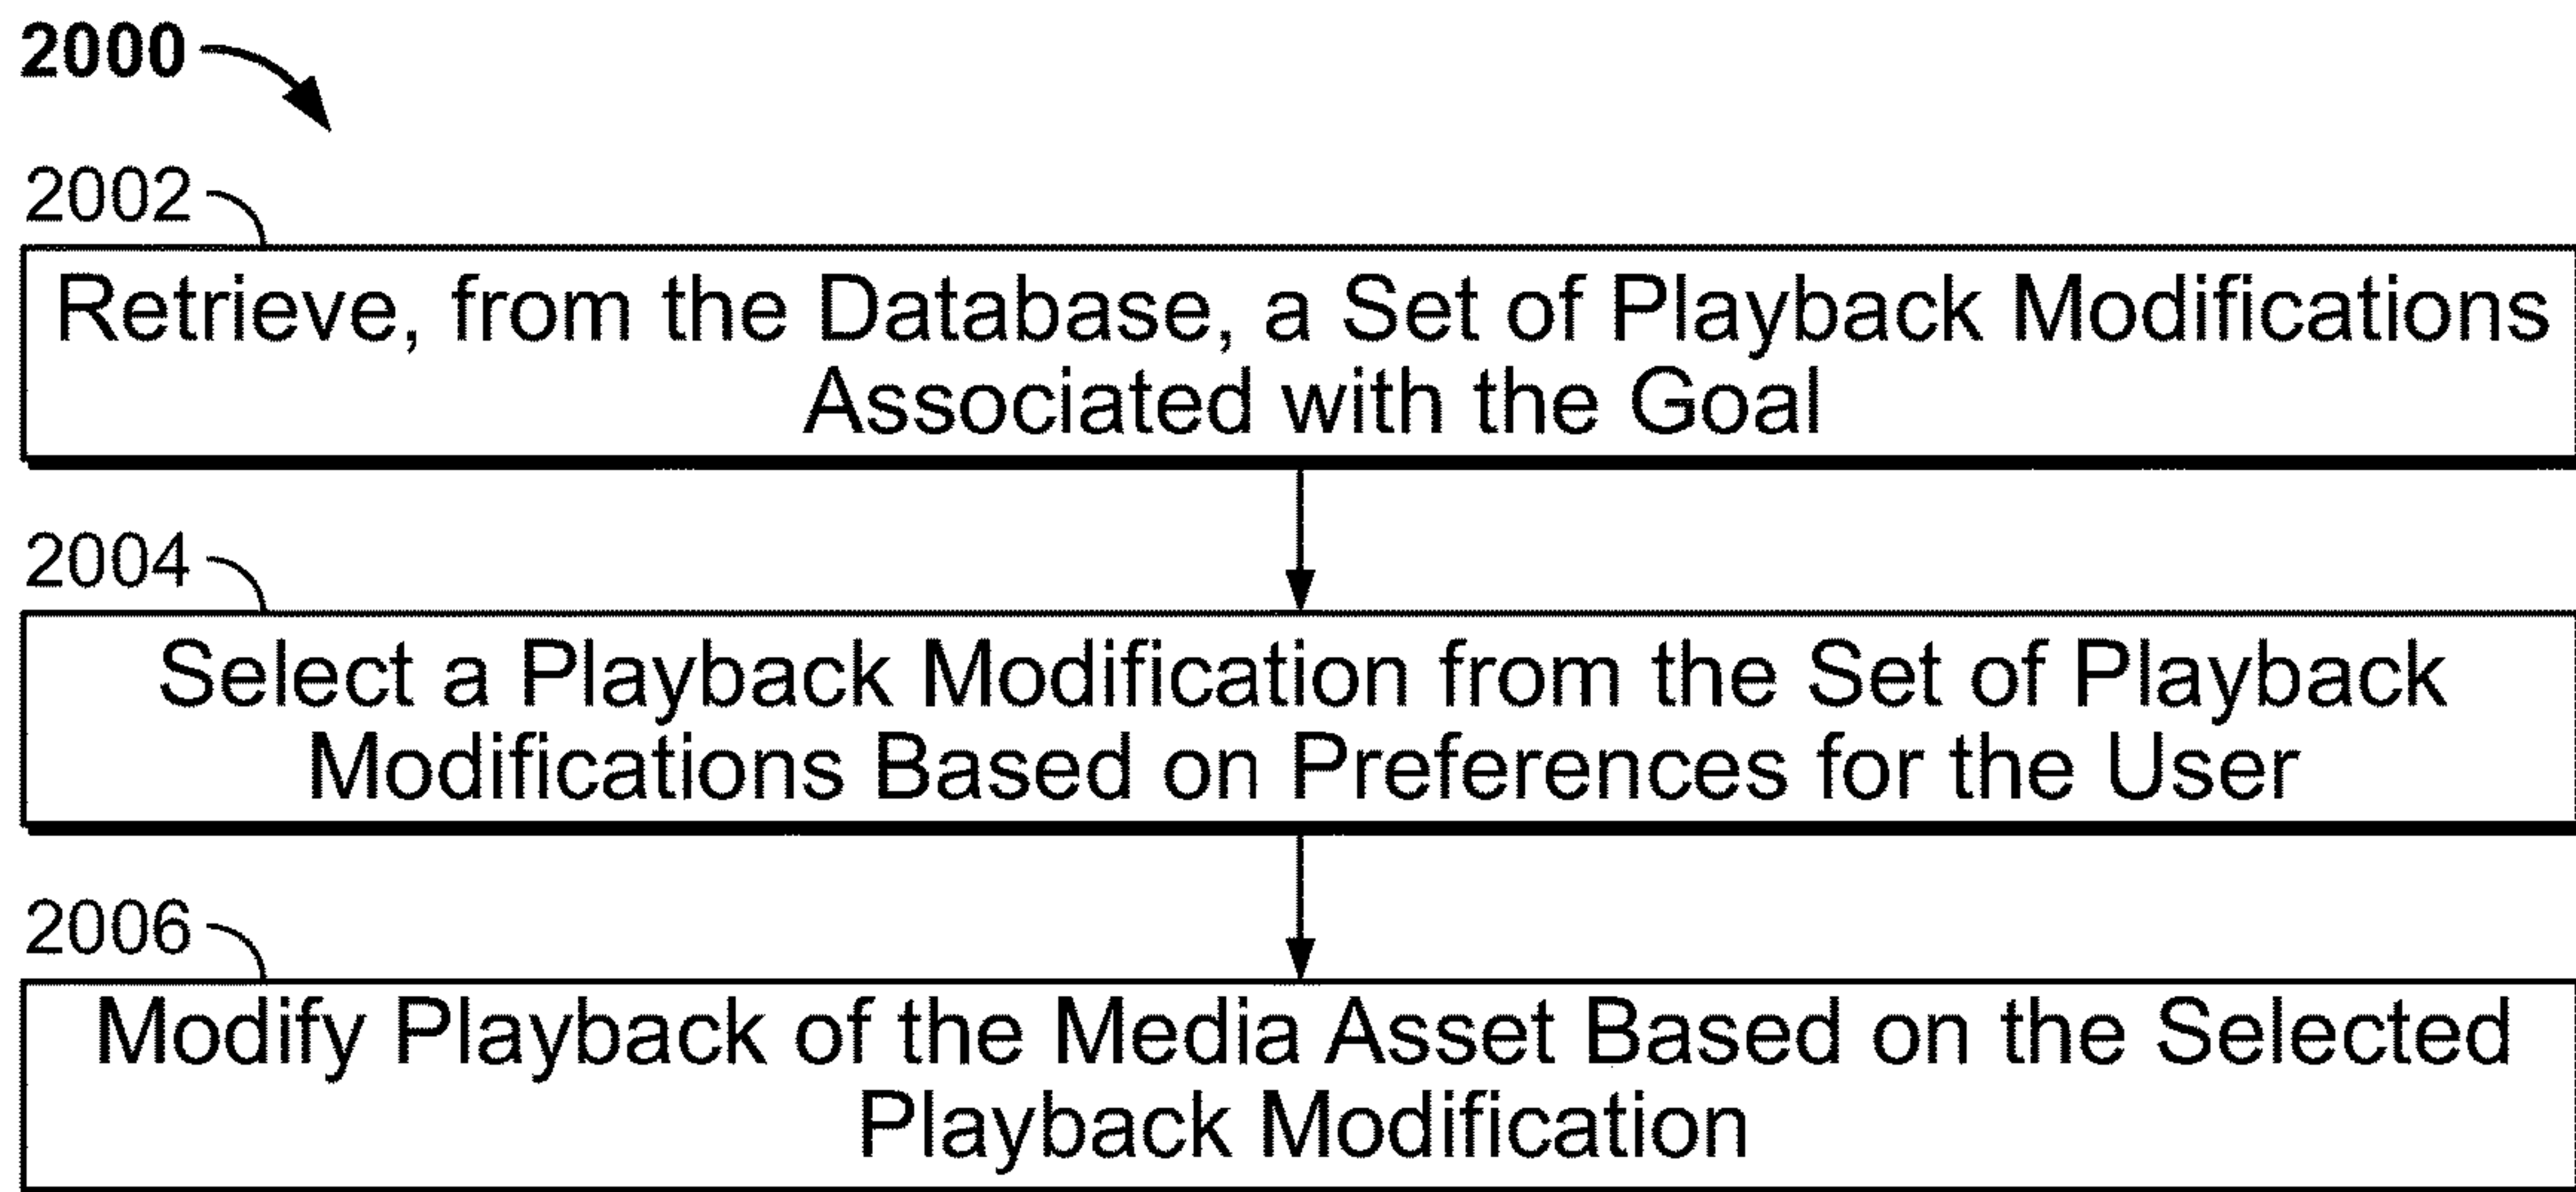 2000
2002
Retrieve, from the Database, a Set of Playback Modifications
Associated with the Goal
2004
Select a Playback Modification from the Set of Playback
Modifications Based on Preferences for the User
2006
Modify Playback of the Media Asset Based on the Selected
Playback Modification